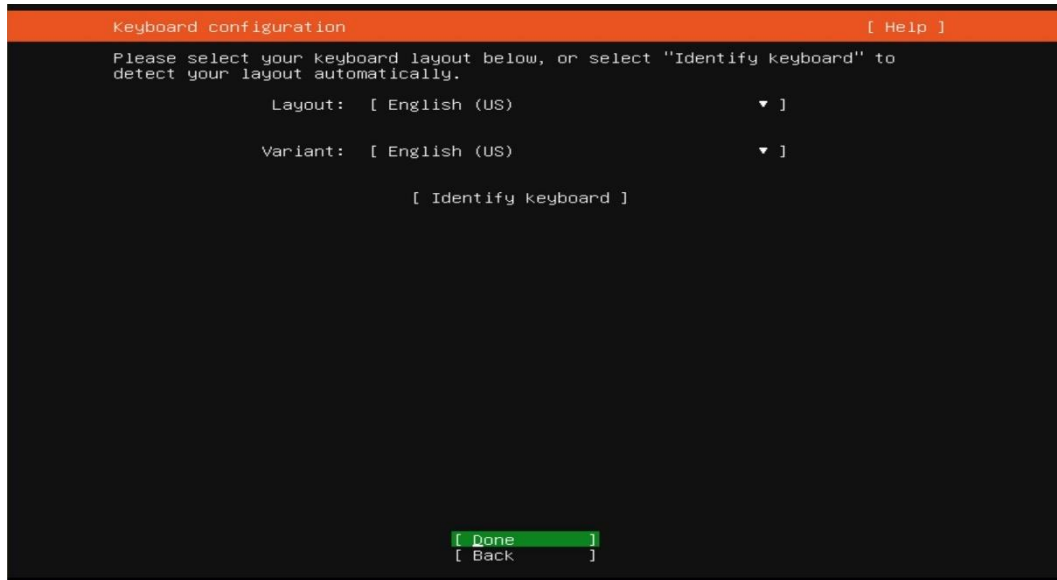 Keyboard configuration [ Help ]
Please select your keyboard layout below, or select "Identify keyboard" to
detect your layout automatically.
Layout: [ English (US) ▾ ]
Variant: [ English (US) ▾ ]
[ Identify keyboard ]
[ Done ]
[ Back ]